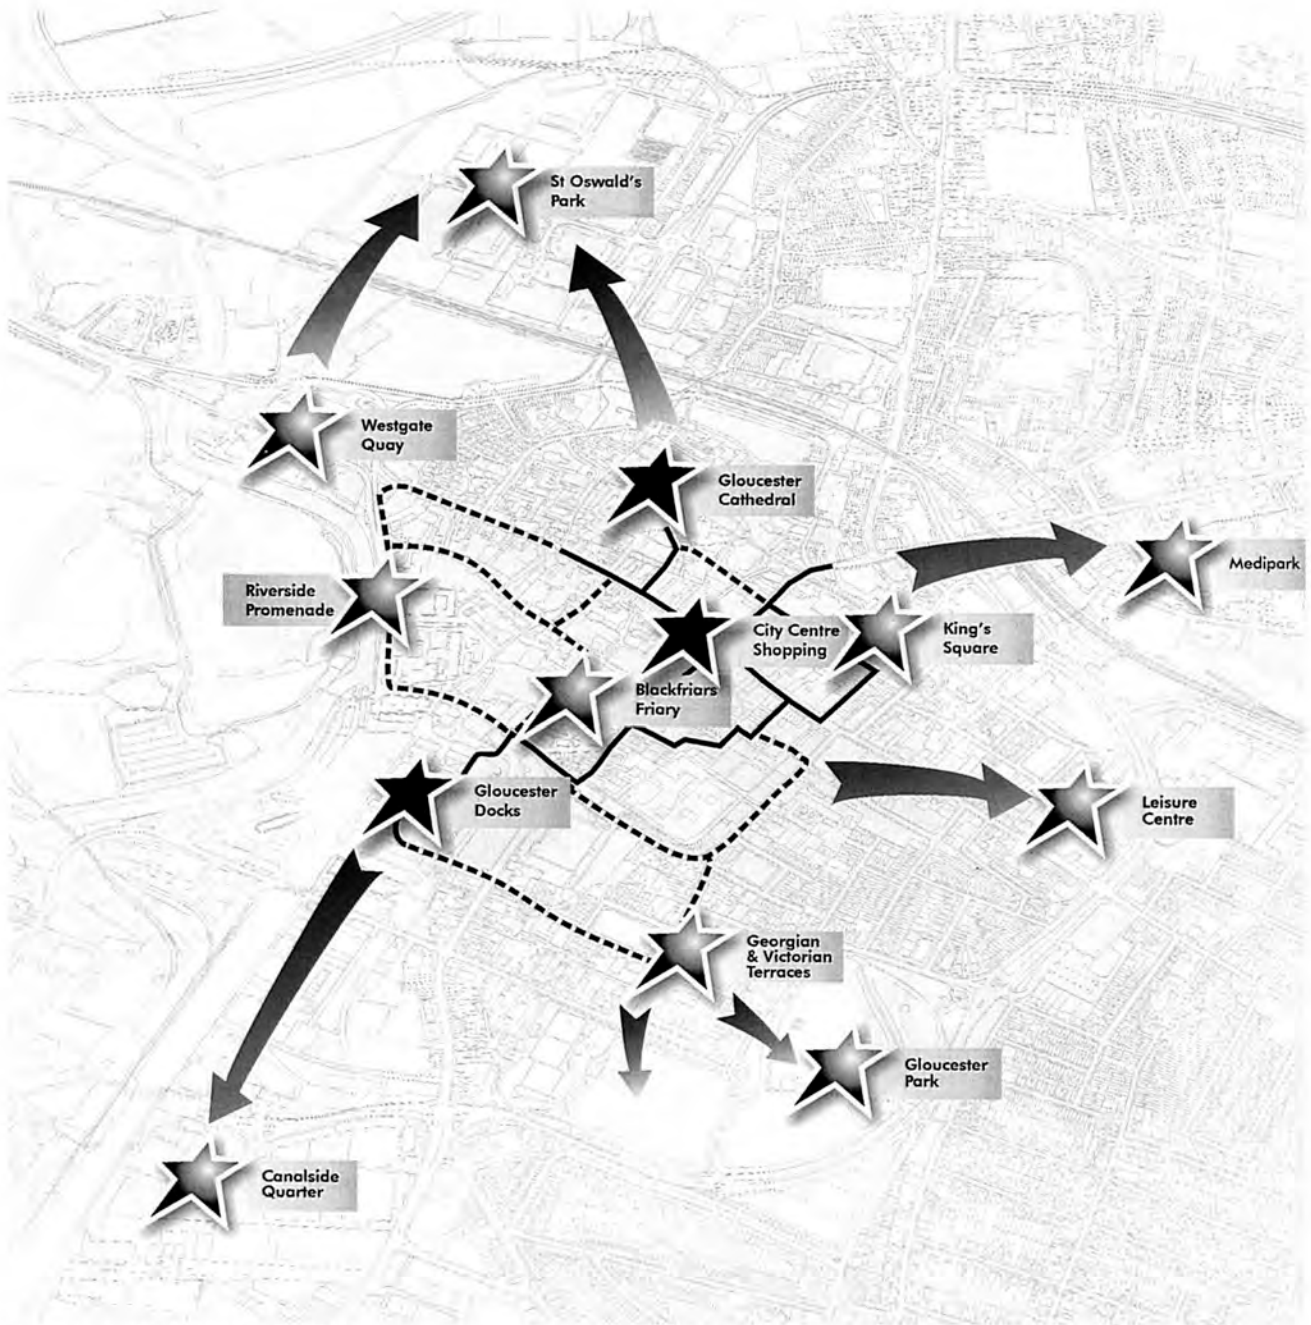 St Oswald's
Park
Westgate
Quay
Gloucester
Cathedral
Medipark
Riverside
Promenade
City Centre
Shopping
King's
Square
Blackfriars
Friary
Gloucester
Docks
Leisure
Centre
Georgian
& Victorian
Terraces
Gloucester
Park
Canalside
Quarter